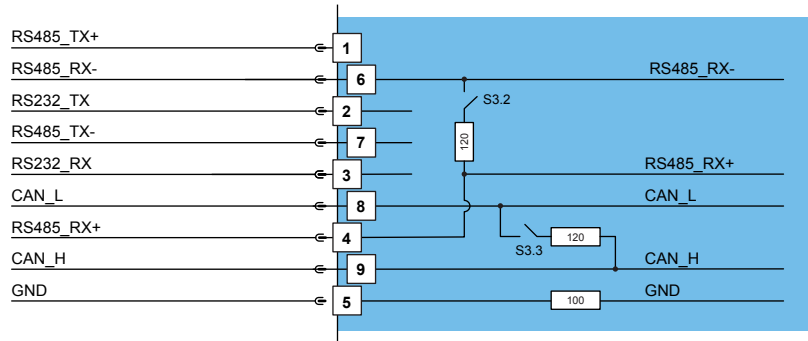 RS485_TX+
1
RS485_RX-
6
RS485_RX-
RS232_TX
2
S3.2
RS485_TX-
7
120
RS232_RX
3
RS485_RX+
CAN_L
8
CAN_L
RS485_RX+
4
S3.3
120
CAN_H
9
CAN_H
GND
5
100
GND